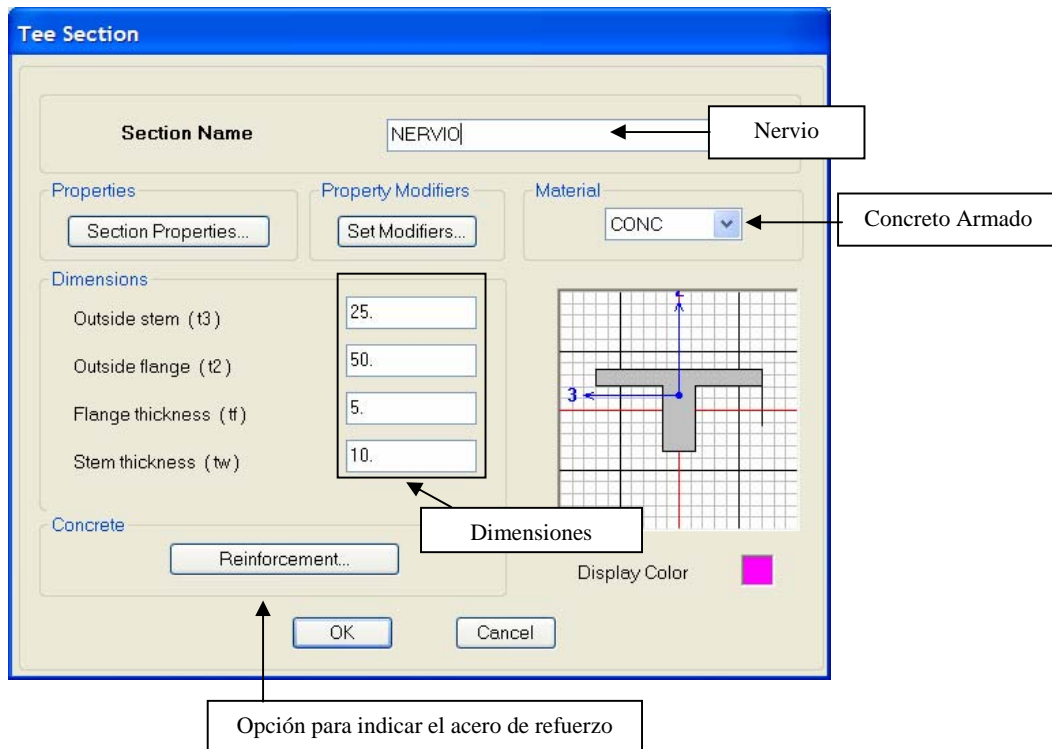 Tee Section
Section Name
NERVIO
Nervio
Properties
Property Modifiers
Material
Section Properties...
Set Modifiers...
CONC
Concreto Armado
Dimensions
Outside stem ( t3 )
25.
Outside flange ( t2 )
50.
Flange thickness ( tf )
5.
Stem thickness ( tw )
10.
3
Dimensiones
Concrete
Reinforcement...
Display Color
OK
Cancel
Opción para indicar el acero de refuerzo